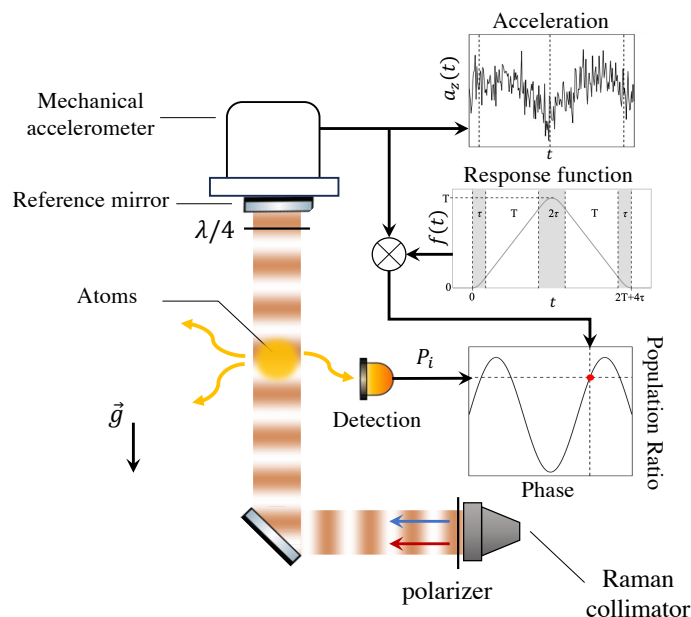 Acceleration
a_z(t)
t
Mechanical
accelerometer
Reference mirror
λ/4
Response function
f(t)
T
τ
T
2τ
T
τ
0
0
2T+4τ
t
Atoms
P_i
Detection
Population Ratio
Phase
g⃗
polarizer
Raman
collimator